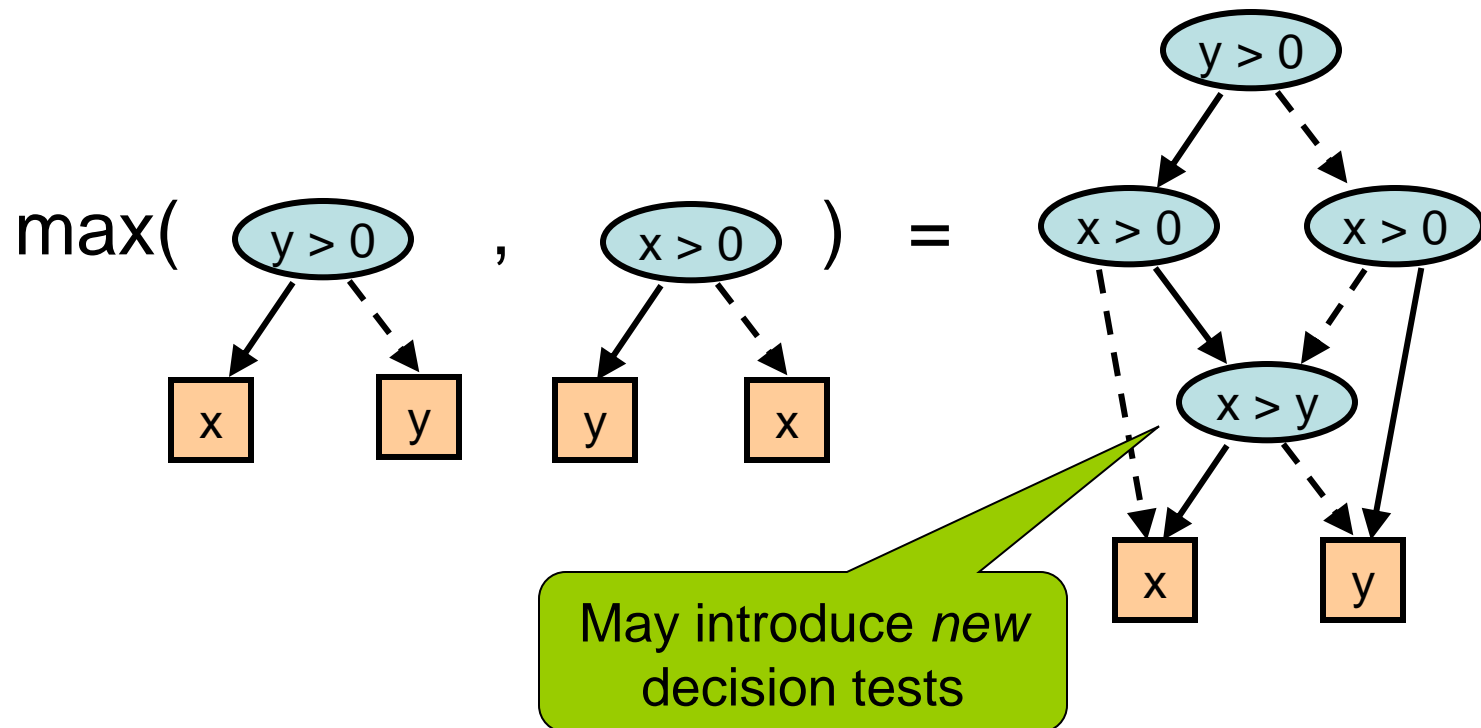 y > 0
max( y > 0 , x > 0 ) = x > 0 x > 0
x y y x x > y
x y
May introduce new
decision tests